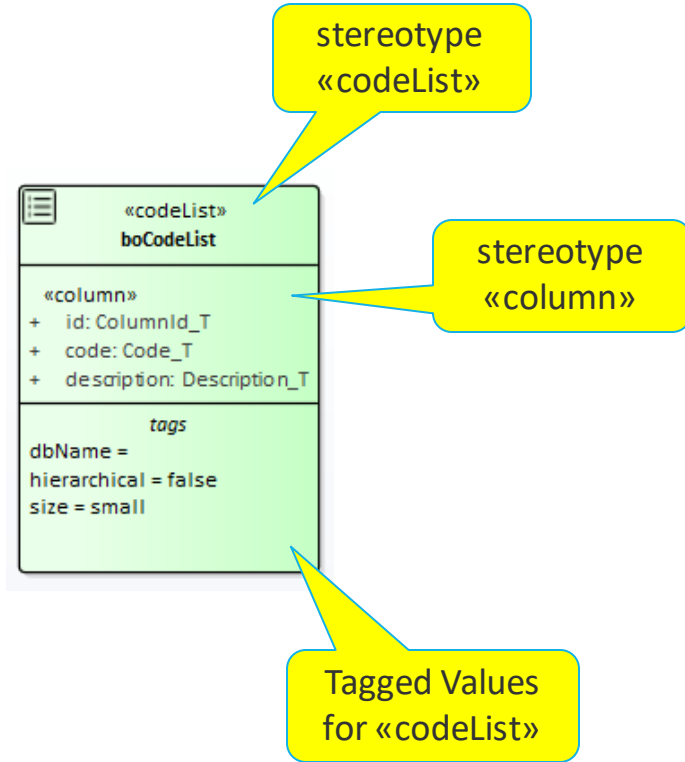 stereotype
«codeList»
«codeList»
boCodeList
«column»
+ id: ColumnId_T
+ code: Code_T
+ description: Description_T
stereotype
«column»
tags
dbName =
hierarchical = false
size = small
Tagged Values
for «codeList»